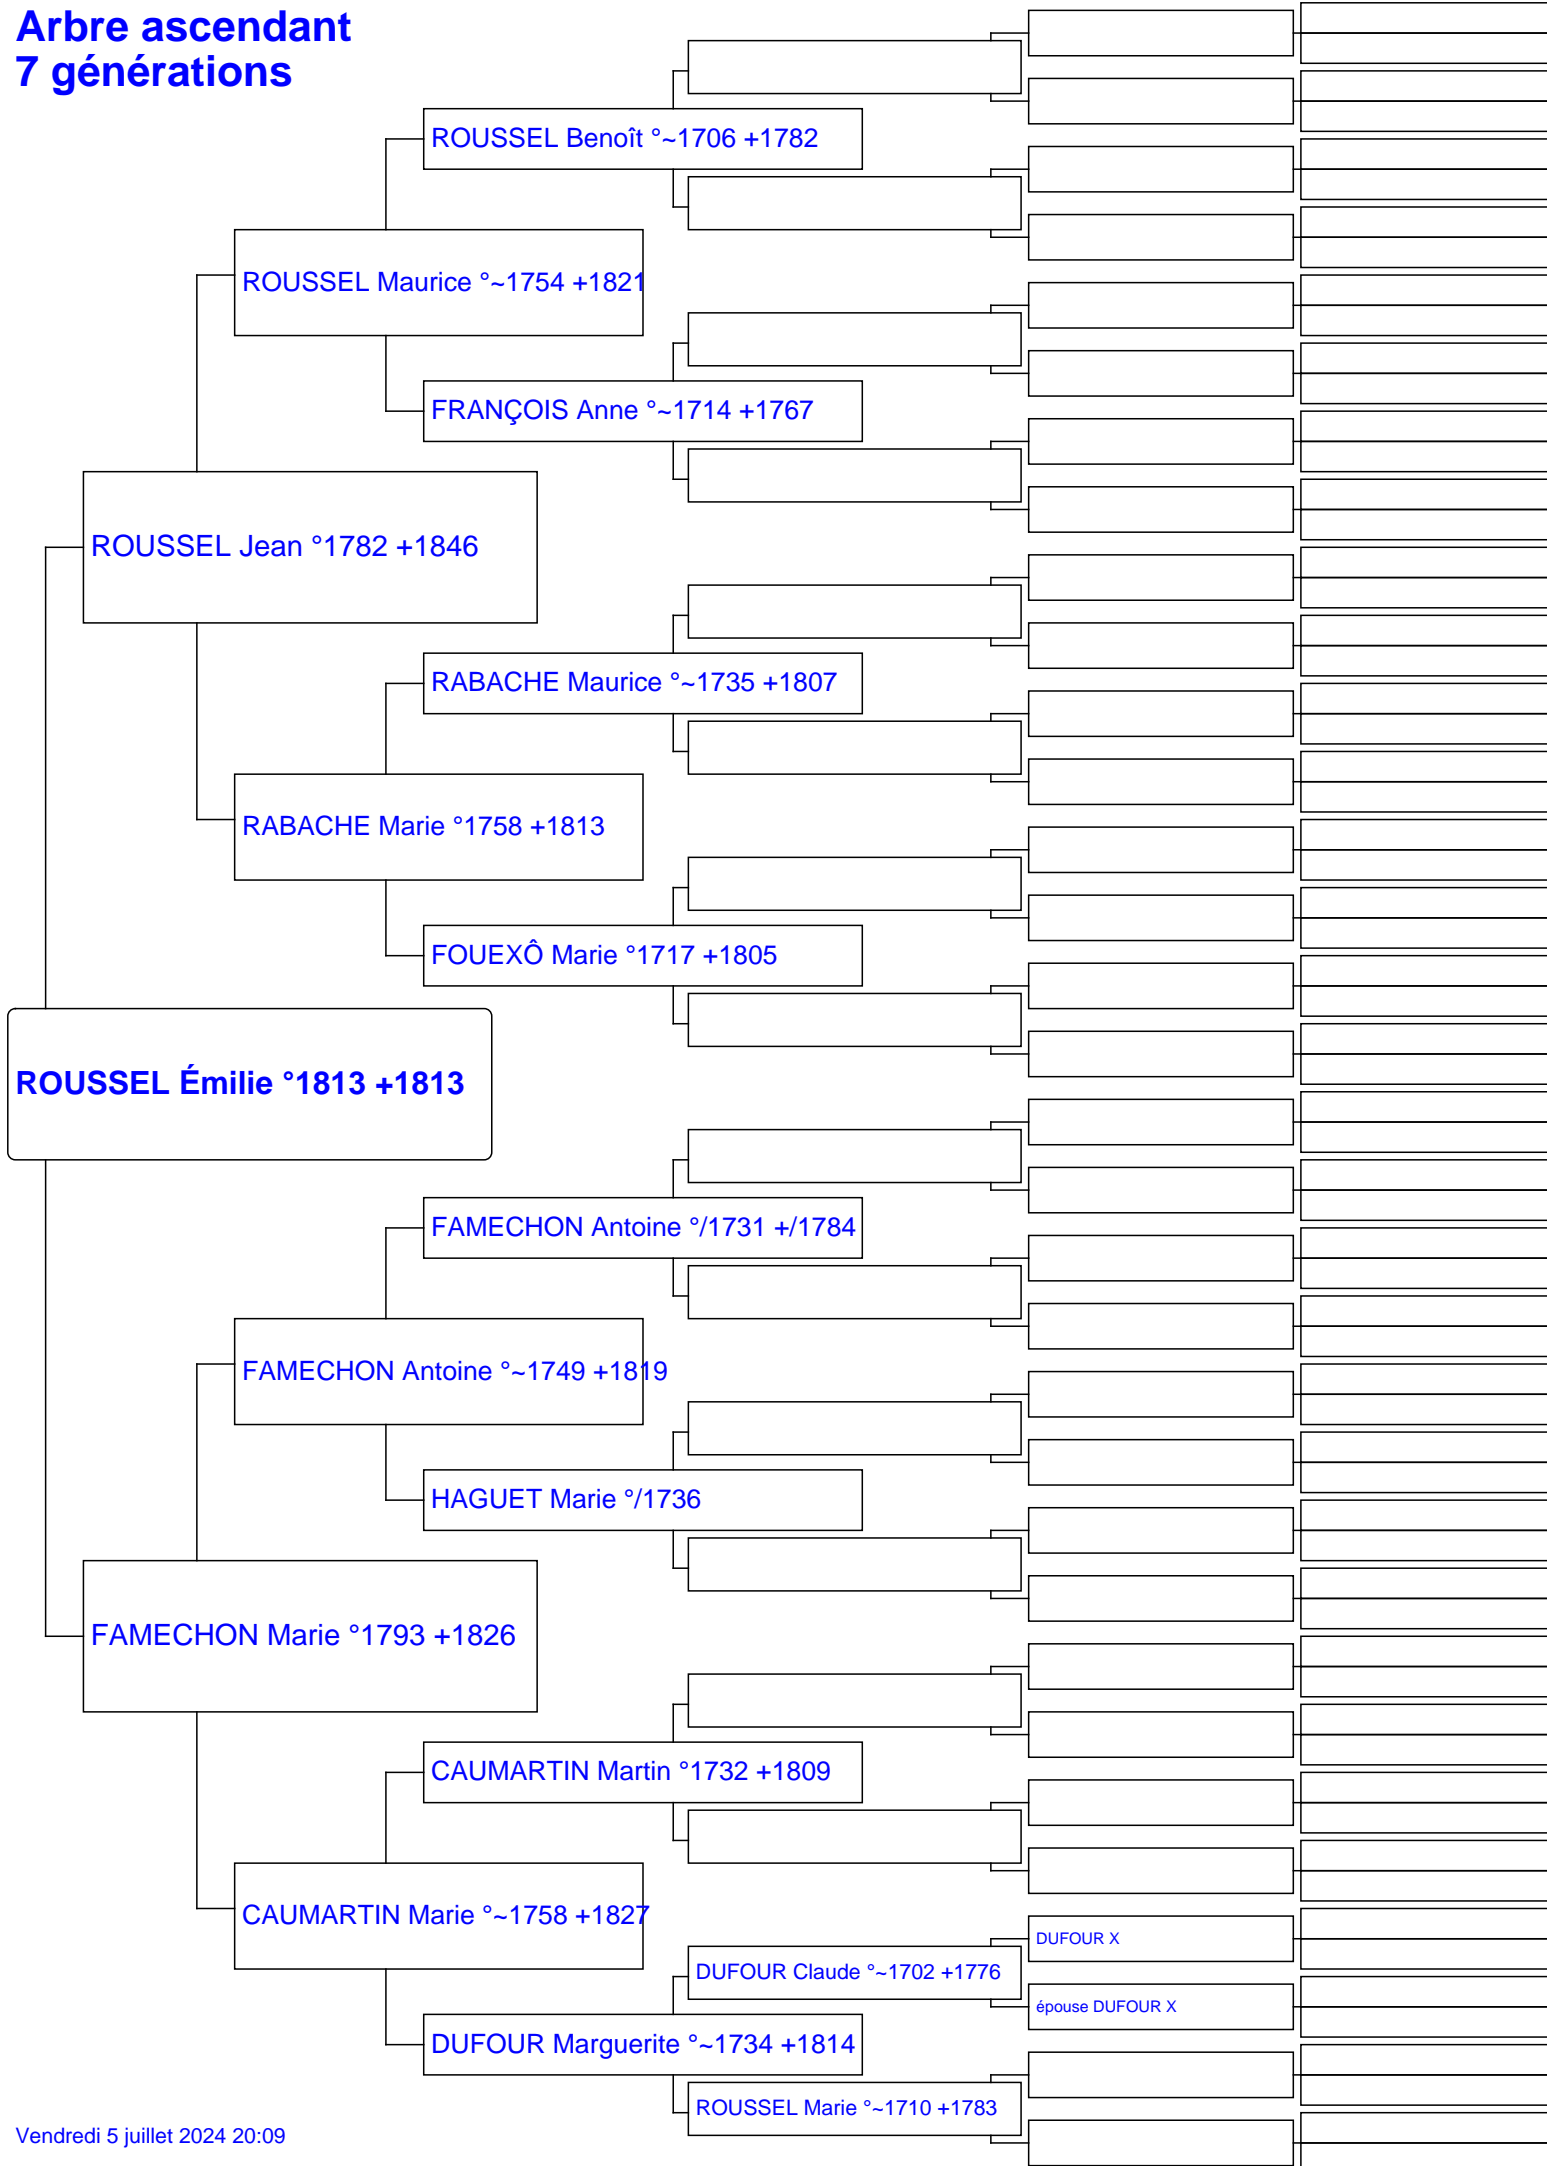 Arbre ascendant
7 générations
ROUSSEL Benoît °~1706 +1782
ROUSSEL Maurice °~1754 +1821
FRANÇOIS Anne °~1714 +1767
ROUSSEL Jean °1782 +1846
RABACHE Maurice °~1735 +1807
RABACHE Marie °1758 +1813
FOUEXÔ Marie °1717 +1805
ROUSSEL Émilie °1813 +1813
FAMECHON Antoine °/1731 +/1784
FAMECHON Antoine °~1749 +1819
HAGUET Marie °/1736
FAMECHON Marie °1793 +1826
CAUMARTIN Martin °1732 +1809
CAUMARTIN Marie °~1758 +1827
DUFOUR X
DUFOUR Claude °~1702 +1776
épouse DUFOUR X
DUFOUR Marguerite °~1734 +1814
ROUSSEL Marie °~1710 +1783
Vendredi 5 juillet 2024 20:09